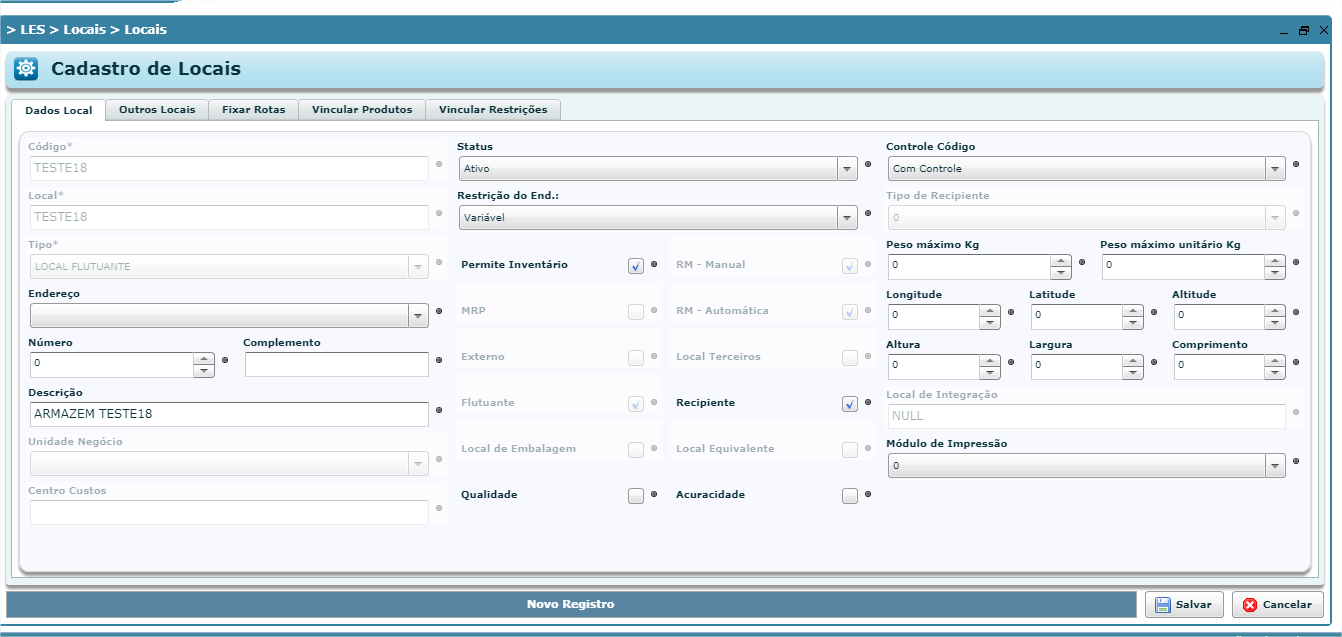 > LES > Locais > Locais
Cadastro de Locais
Dados Local
Outros Locais
Fixar Rotas
Vincular Produtos
Vincular Restrições
Código*
TESTE18
Local*
TESTE18
Tipo*
LOCAL FLUTUANTE
Endereço
Número
Complemento
0
Descrição
ARMAZEM TESTE18
Unidade Negócio
Centro Custos
Status
Ativo
Restrição do End.:
Variável
Permite Inventário
RM - Manual
MRP
RM - Automática
Externo
Local Terceiros
Flutuante
Recipiente
Local de Embalagem
Local Equivalente
Qualidade
Acuracidade
Controle Código
Com Controle
Tipo de Recipiente
0
Peso máximo Kg
Peso máximo unitário Kg
0
0
Longitude
Latitude
Altitude
0
0
0
Altura
Largura
Comprimento
0
0
0
Local de Integração
NULL
Módulo de Impressão
0
Novo Registro
Salvar
Cancelar